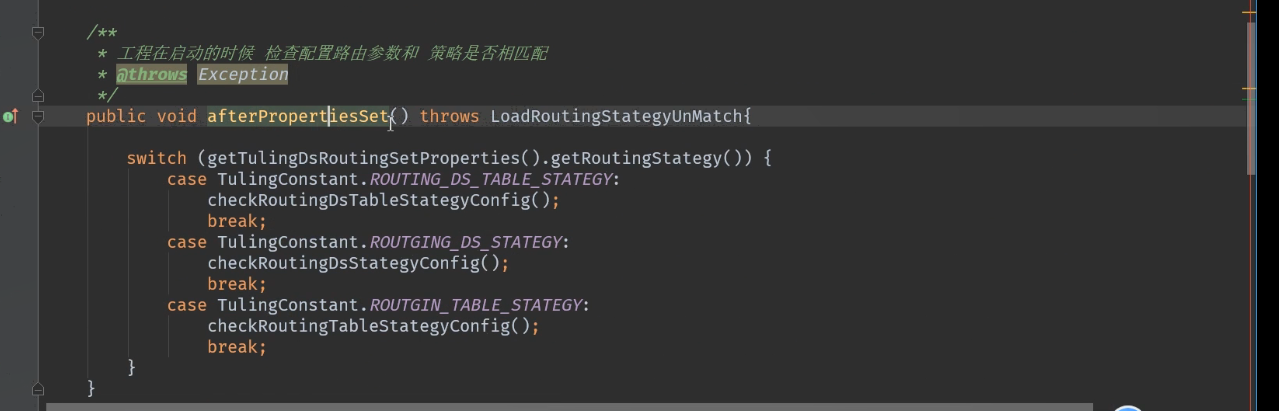 /**
* 工程在启动的时候 检查配置路由参数和 策略是否相匹配
* @throws Exception
*/
public void afterPropertiesSet() throws LoadRoutingStategyUnMatch{
switch (getTulingDsRoutingSetProperties().getRoutingStategy()) {
case TulingConstant.ROUTING_DS_TABLE_STATEGY:
checkRoutingDsTableStategyConfig();
break;
case TulingConstant.ROUTGING_DS_STATEGY:
checkRoutingDsStategyConfig();
break;
case TulingConstant.ROUTGIN_TABLE_STATEGY:
checkRoutingTableStategyConfig();
break;
}
}